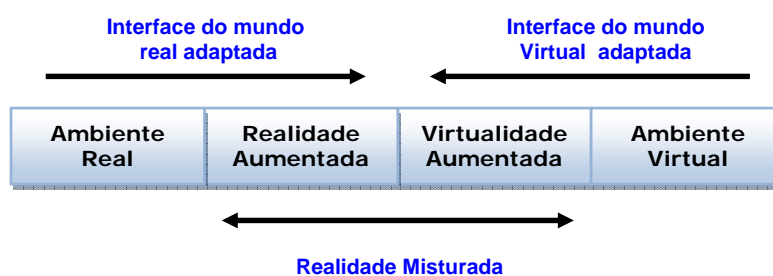 Interface do mundo
real adaptada
Interface do mundo
Virtual adaptada
Ambiente
Real
Realidade
Aumentada
Virtualidade
Aumentada
Ambiente
Virtual
Realidade Misturada